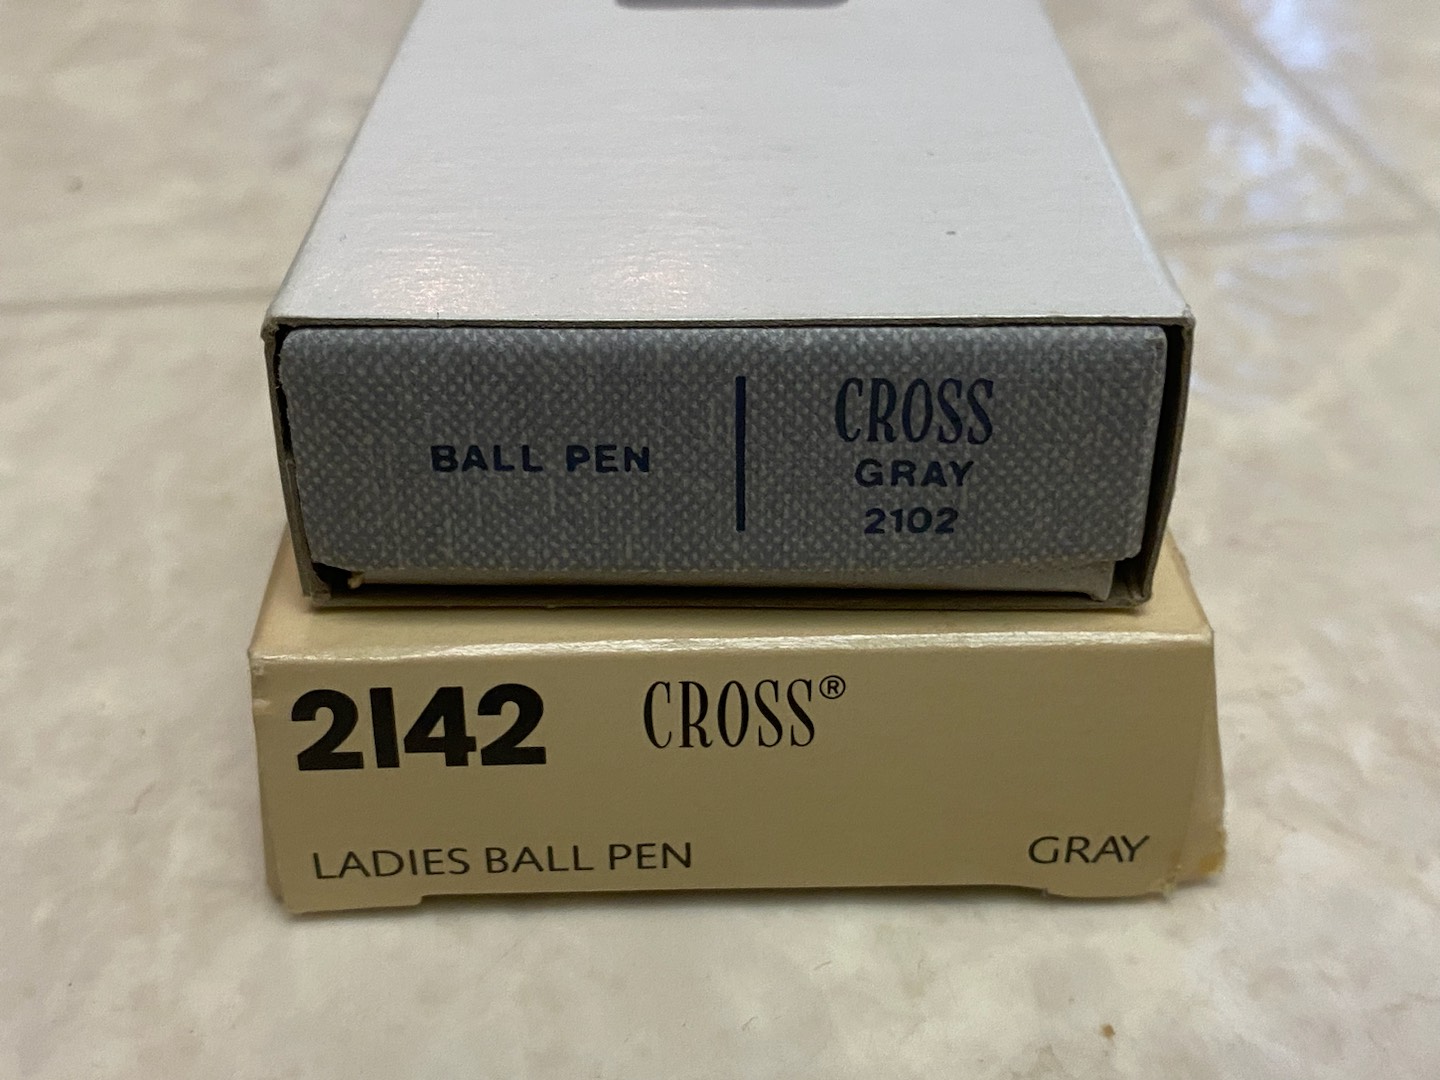 BALL PEN
CROSS
GRAY
2102
2142 CROSS®
LADIES BALL PEN GRAY